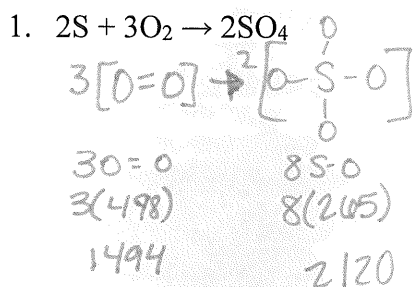 1. 2S + 3O₂ → 2SO₄
3[O=O] → 2[O-S-O]
O
O
3O=O 8S-O
3(498) 8(265)
1494 2120